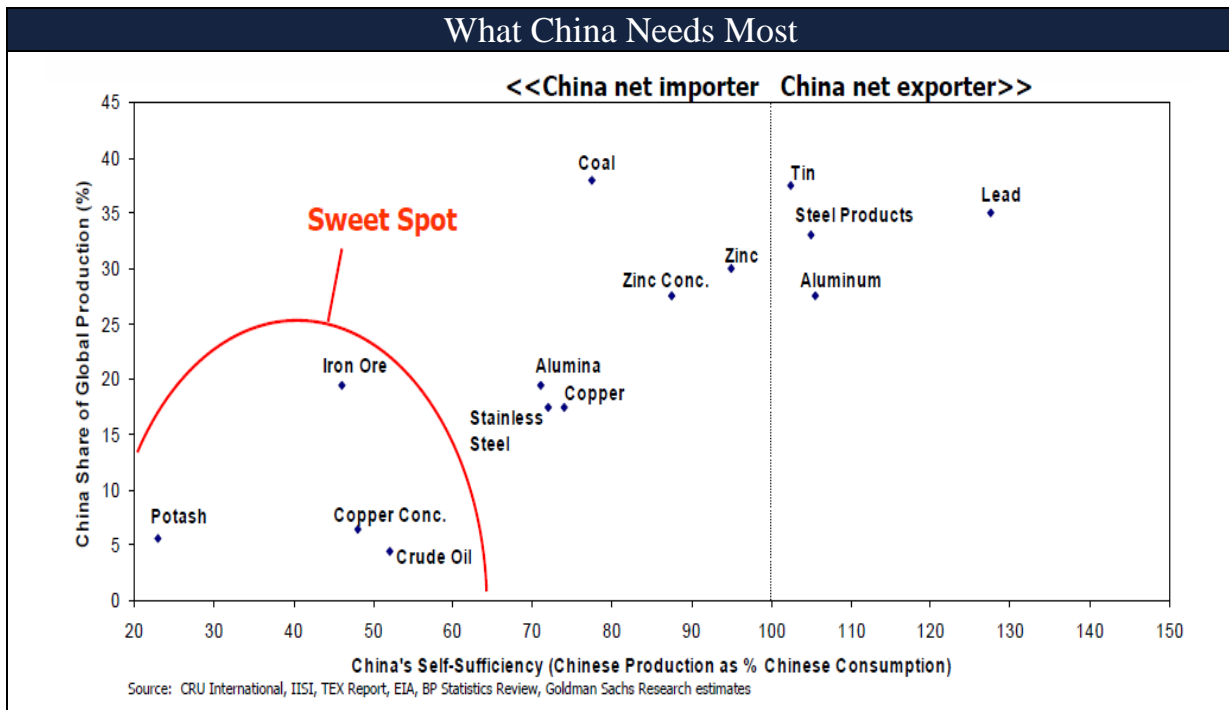 What China Needs Most
<<China net importer China net exporter>>
45
40
35
30
25
20
15
10
5
0
China Share of Global Production (%)
Coal
Tin
Lead
Steel Products
Sweet Spot
Zinc
Zinc Conc.
Aluminum
Iron Ore
Alumina
Copper
Stainless
Steel
Potash
Copper Conc.
Crude Oil
20 30 40 50 60 70 80 90 100 110 120 130 140 150
China's Self-Sufficiency (Chinese Production as % Chinese Consumption)
Source: CRU International, IISI, TEX Report, EIA, BP Statistics Review, Goldman Sachs Research estimates